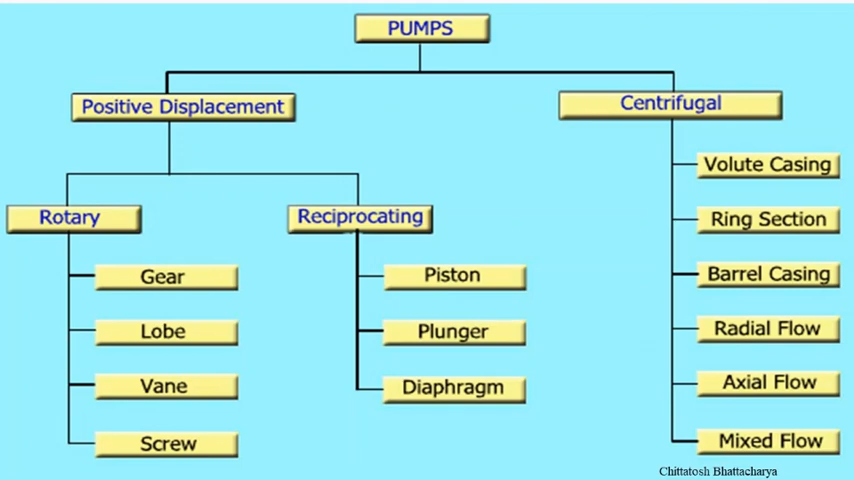 PUMPS
Positive Displacement
Centrifugal
Rotary
Gear
Lobe
Vane
Screw
Reciprocating
Piston
Plunger
Diaphragm
Volute Casing
Ring Section
Barrel Casing
Radial Flow
Axial Flow
Mixed Flow
Chittatosh Bhattacharya